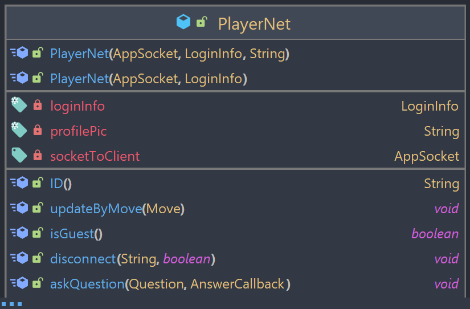 PlayerNet
PlayerNet(AppSocket, LoginInfo, String)
PlayerNet(AppSocket, LoginInfo)
loginInfo LoginInfo
profilePic String
socketToClient AppSocket
ID() String
updateByMove(Move) void
isGuest() boolean
disconnect(String, boolean) void
askQuestion(Question, AnswerCallback) void